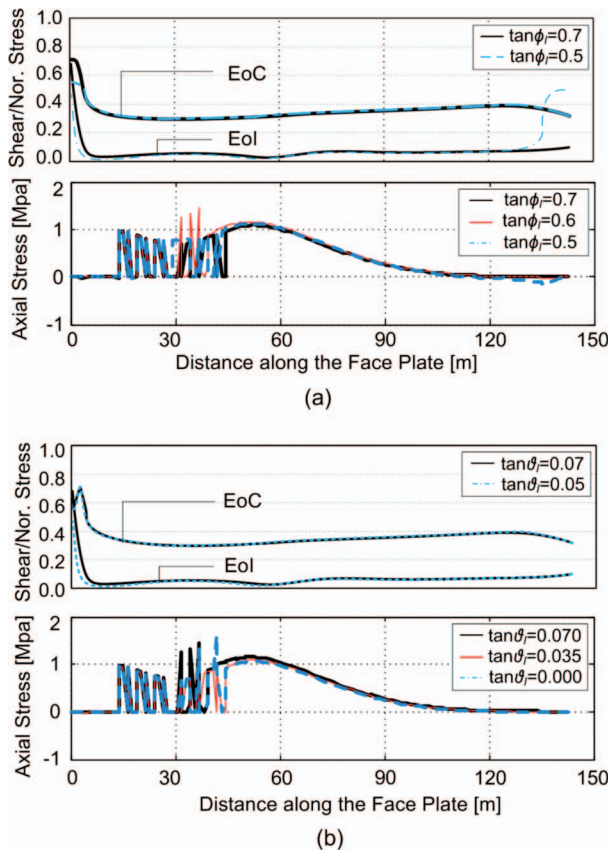 Shear/Nor. Stress
1.0
0.8
0.6
0.4
0.2
0.0
EoC
EoI
tanϕI=0.7
tanϕI=0.5
Axial Stress [Mpa]
2
1
0
-1
tanϕI=0.7
tanϕI=0.6
tanϕI=0.5
0 30 60 90 120 150
Distance along the Face Plate [m]
(a)
Shear/Nor. Stress
1.0
0.8
0.6
0.4
0.2
0.0
EoC
EoI
tanϑI=0.07
tanϑI=0.05
Axial Stress [Mpa]
2
1
0
-1
tanϑI=0.070
tanϑI=0.035
tanϑI=0.000
0 30 60 90 120 150
Distance along the Face Plate [m]
(b)